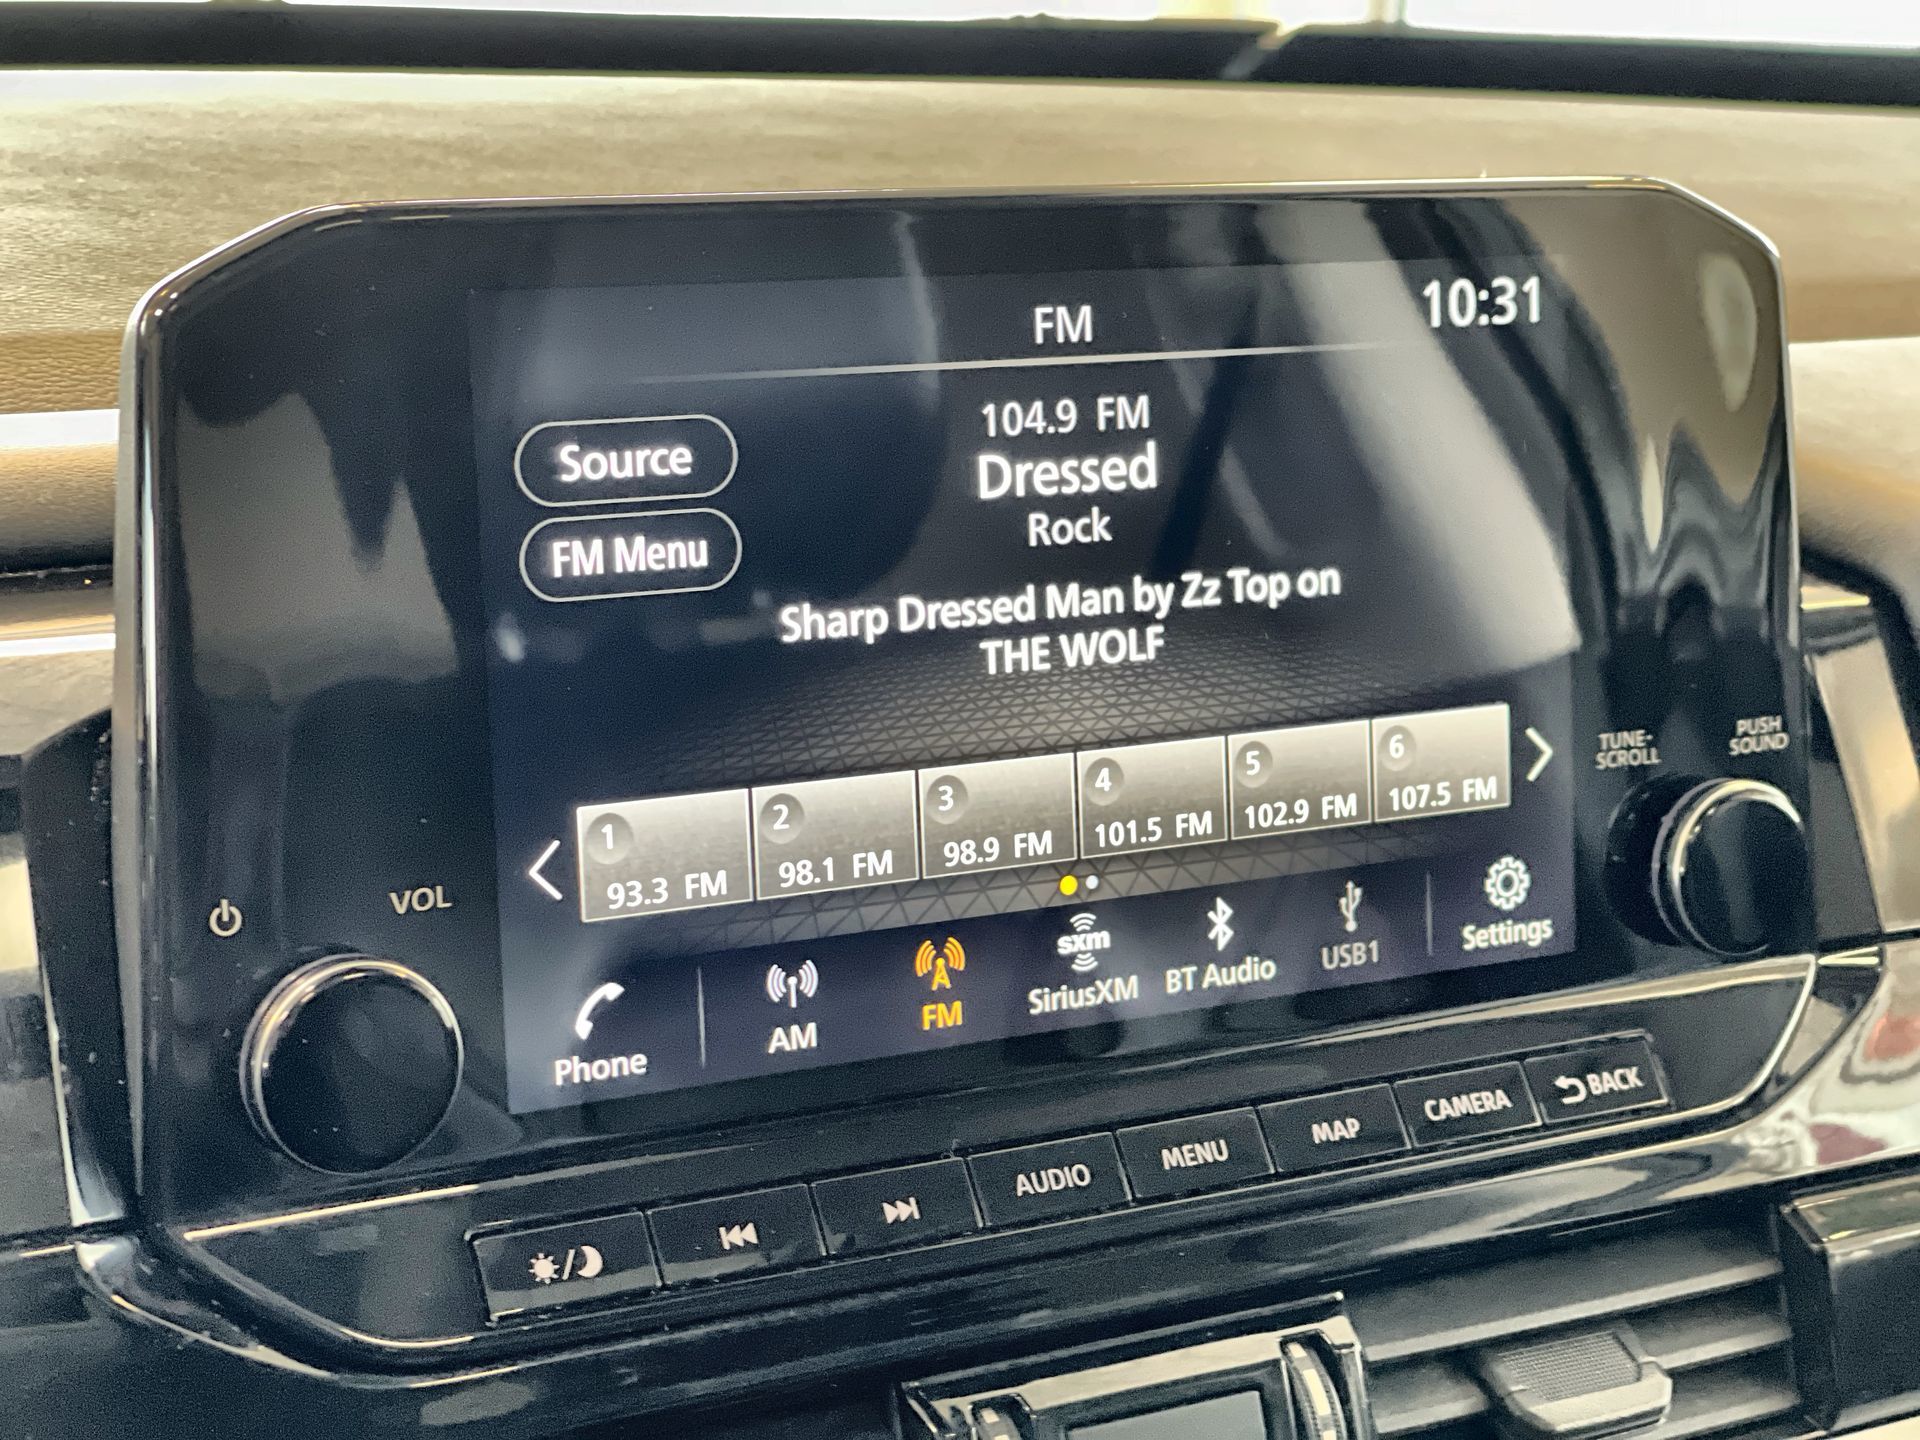 FM
10:31
Source
FM Menu
104.9 FM
Dressed
Rock
Sharp Dressed Man by Zz Top on
THE WOLF
1
93.3 FM
2
98.1 FM
3
98.9 FM
4
101.5 FM
5
102.9 FM
6
107.5 FM
TUNE-
SCROLL
PUSH
SOUND
VOL
Phone
AM
FM
sxm
SiriusXM
BT Audio
USB1
Settings
AUDIO
MENU
MAP
CAMERA
BACK